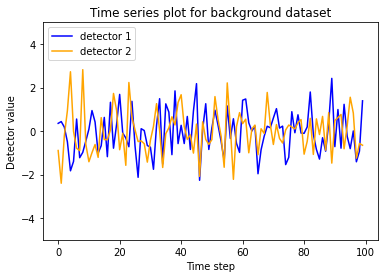 Time series plot for background dataset
detector 1
detector 2
Detector value
4
2
0
−2
−4
0
20
40
60
80
100
Time step